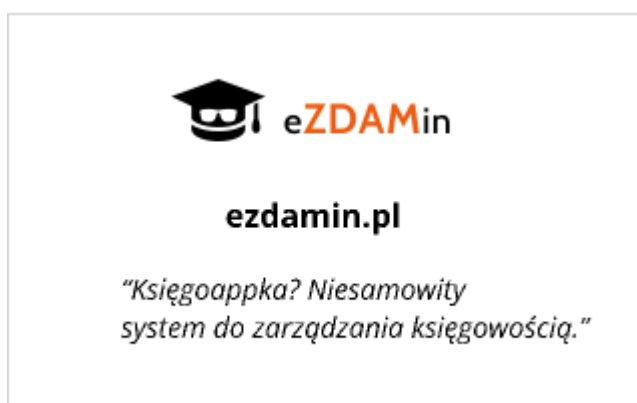 eZDAMin
ezdamin.pl
“Księgoappka? Niesamowity
system do zarządzania księgowością.”